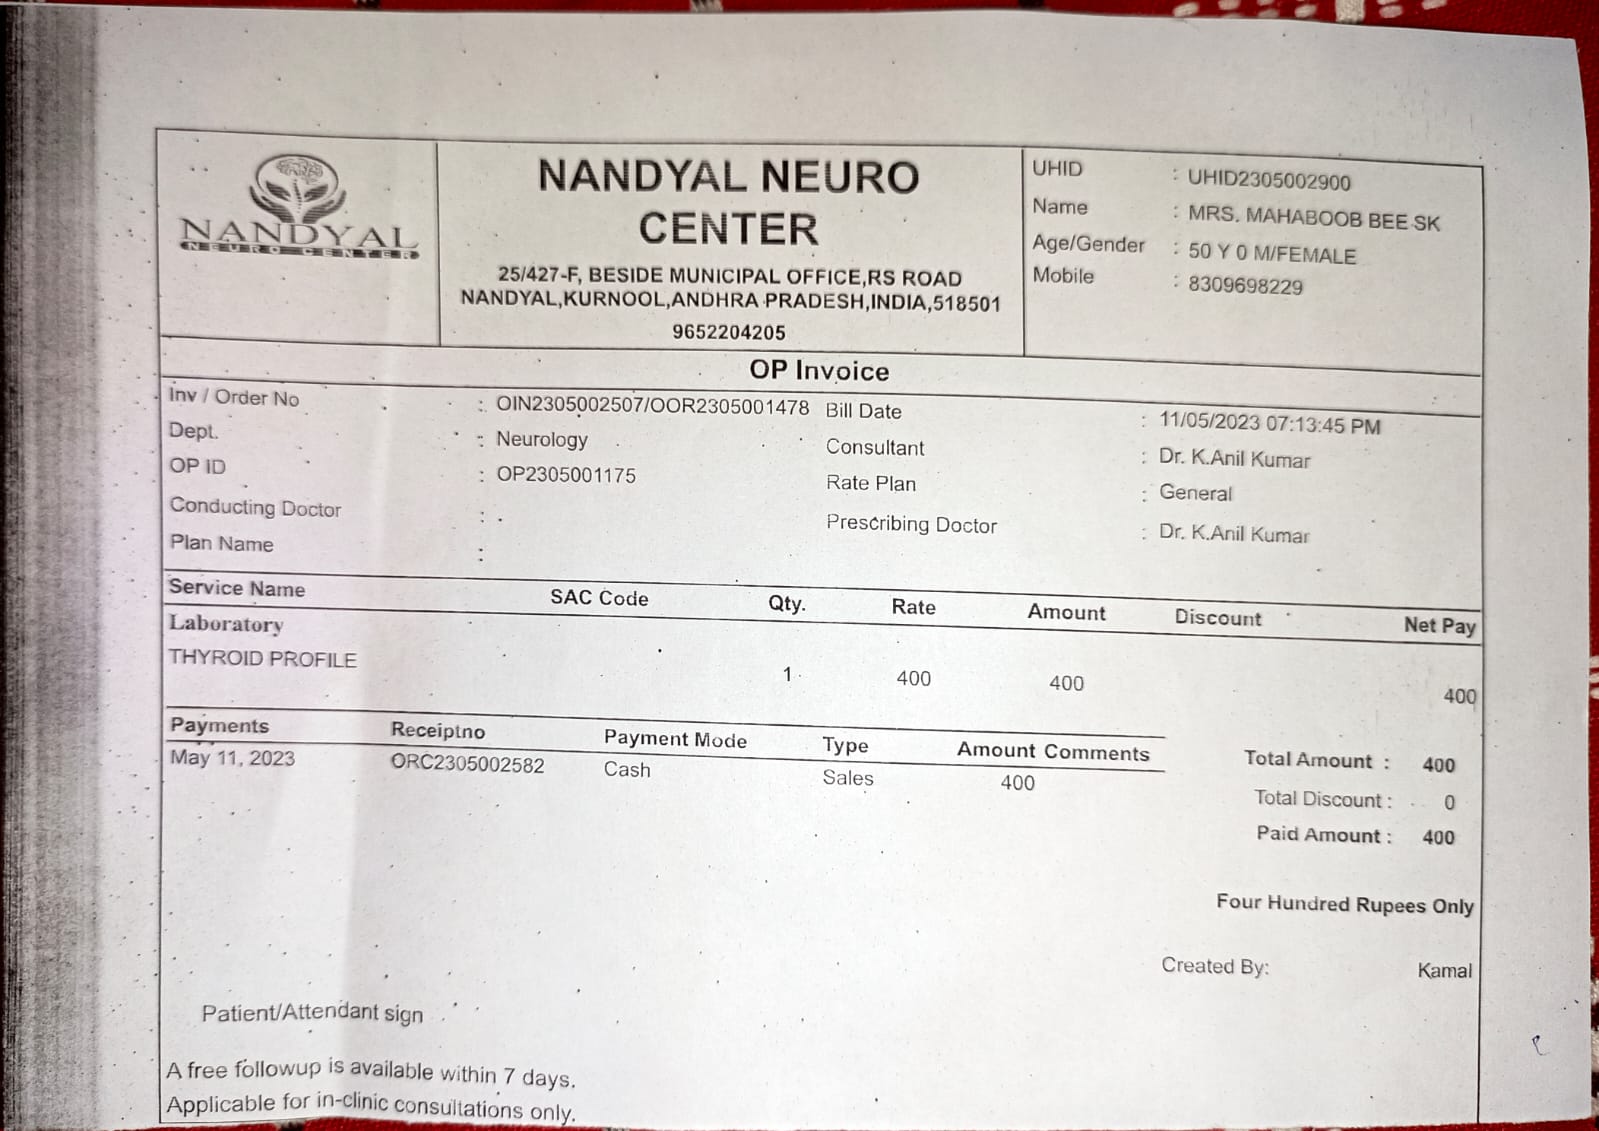 NANDYAL
NEURO CENTER
NANDYAL NEURO
CENTER
25/427-F, BESIDE MUNICIPAL OFFICE,RS ROAD
NANDYAL,KURNOOL,ANDHRA PRADESH,INDIA,518501
9652204205
UHID : UHID2305002900
Name : MRS. MAHABOOB BEE SK
Age/Gender : 50 Y 0 M/FEMALE
Mobile : 8309698229
OP Invoice
Inv / Order No : OIN2305002507/OOR2305001478 Bill Date : 11/05/2023 07:13:45 PM
Dept. : Neurology Consultant : Dr. K.Anil Kumar
OP ID : OP2305001175 Rate Plan : General
Conducting Doctor : Prescribing Doctor : Dr. K.Anil Kumar
Plan Name :
Service Name SAC Code Qty. Rate Amount Discount Net Pay
Laboratory
THYROID PROFILE 1 400 400 400
Payments Receiptno Payment Mode Type Amount Comments
May 11, 2023 ORC2305002582 Cash Sales 400
Total Amount : 400
Total Discount : 0
Paid Amount : 400
Four Hundred Rupees Only
Created By: Kamal
Patient/Attendant sign
A free followup is available within 7 days.
Applicable for in-clinic consultations only.